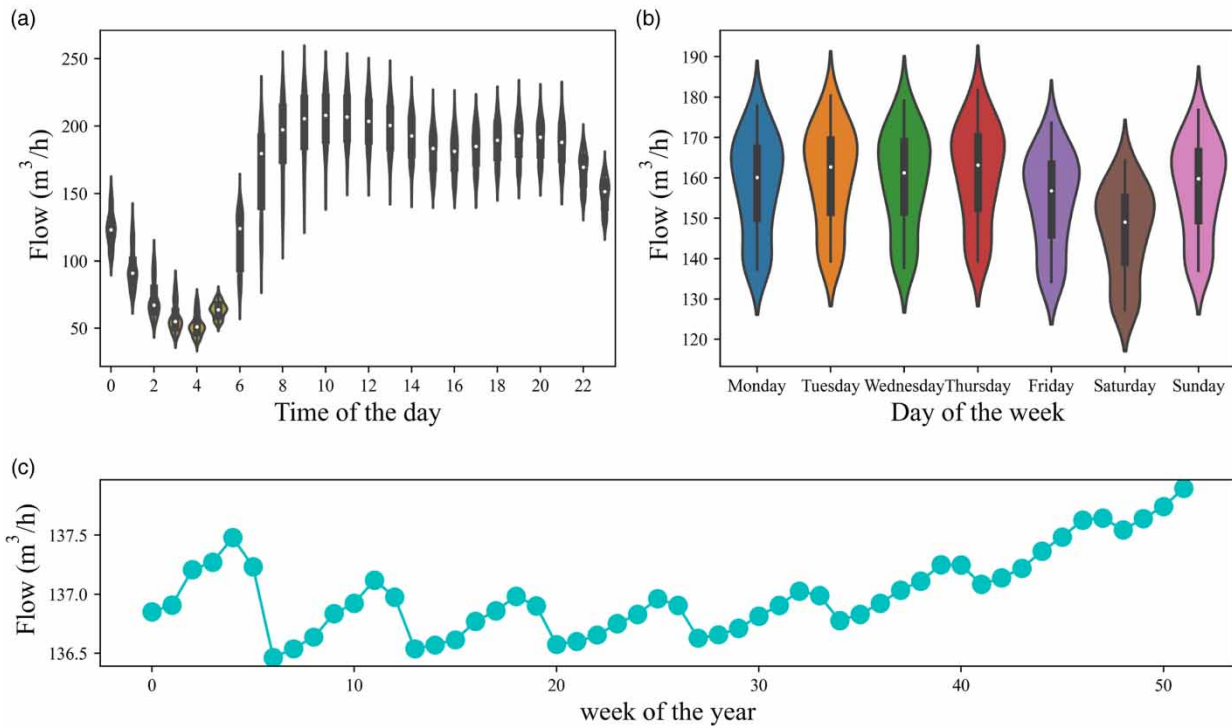 (a)
Flow (m³/h)
250
200
150
100
50
0 2 4 6 8 10 12 14 16 18 20 22
Time of the day
(b)
Flow (m³/h)
190
180
170
160
150
140
130
120
Monday Tuesday Wednesday Thursday Friday Saturday Sunday
Day of the week
(c)
Flow (m³/h)
137.5
137.0
136.5
0 10 20 30 40 50
week of the year